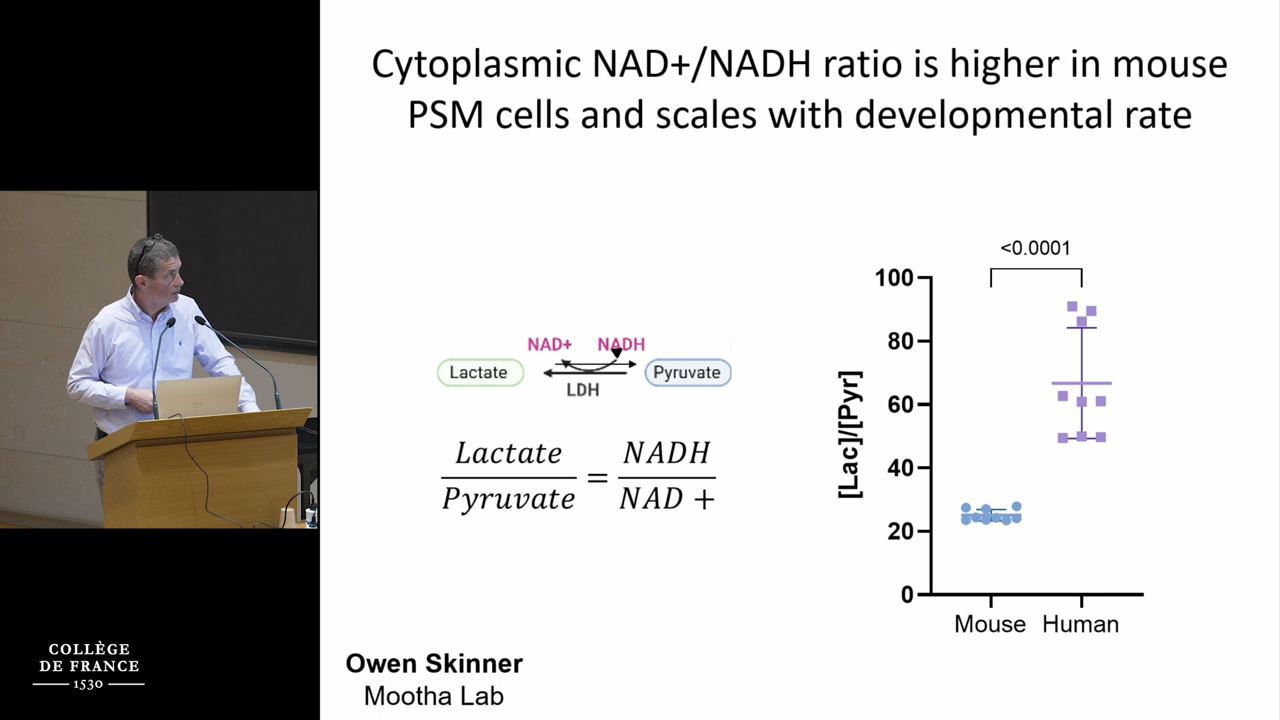 Cytoplasmic NAD+/NADH ratio is higher in mouse
PSM cells and scales with developmental rate
NAD+ NADH
Lactate
Pyruvate
LDH
Lactate
Pyruvate
=
NADH
NAD +
<0.0001
[Lac]/[Pyr]
100
80
60
40
20
0
Mouse Human
Owen Skinner
Mootha Lab
COLLÈGE
DE FRANCE
1530